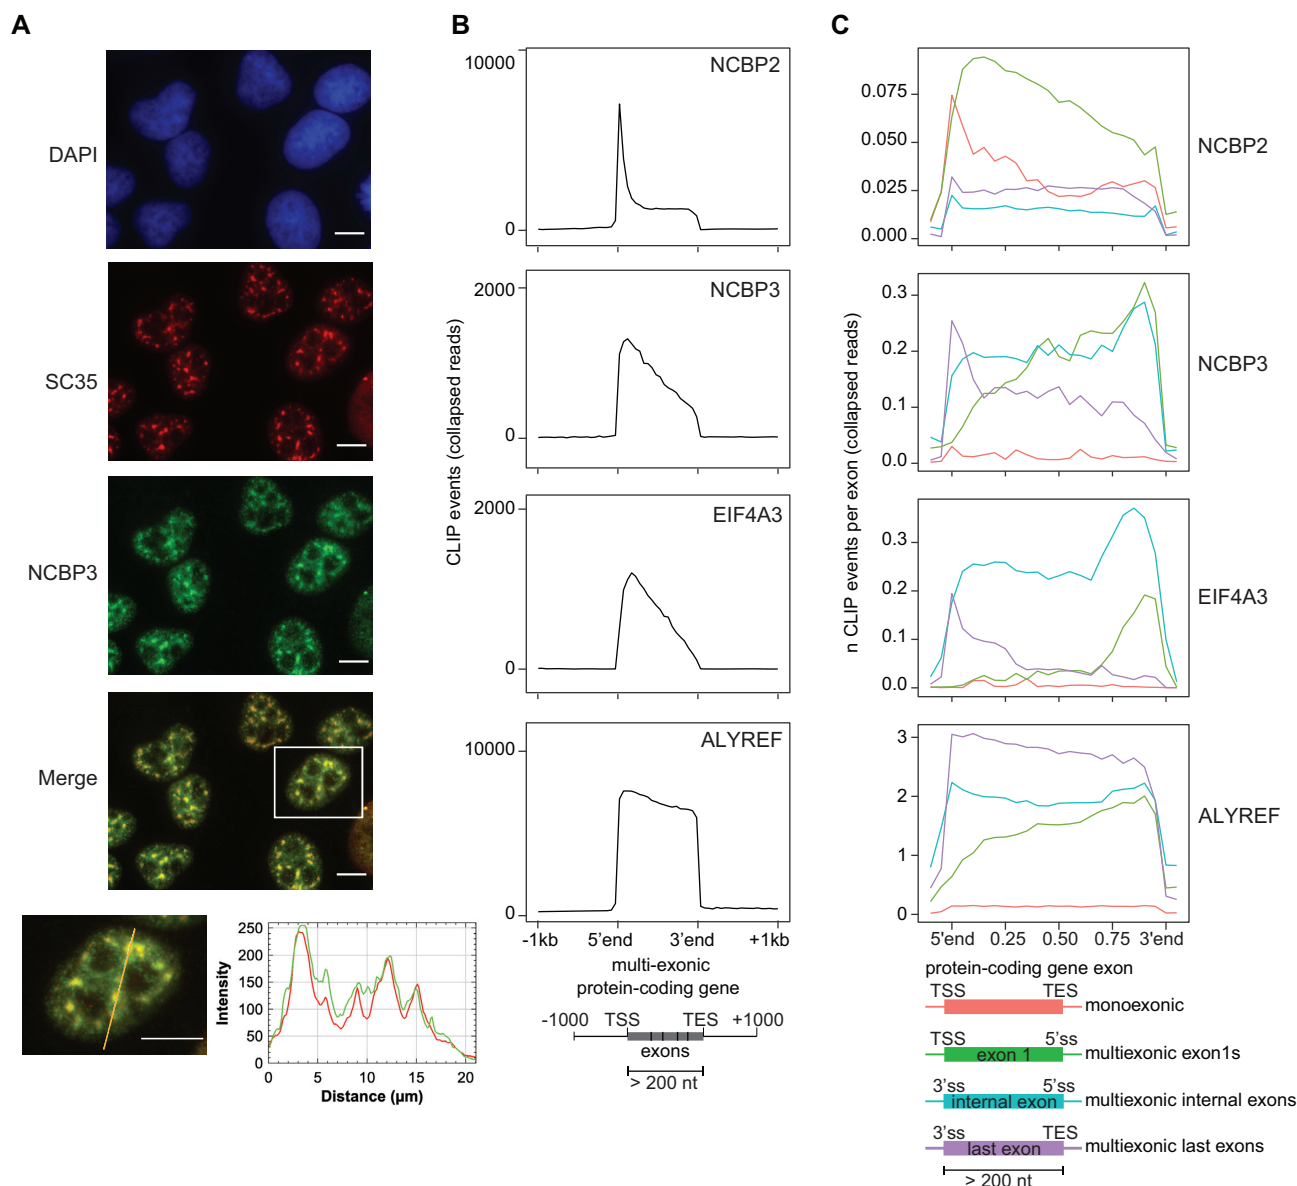 A
DAPI
SC35
NCBP3
Merge
Intensity
250
200
150
100
50
0
0 5 10 15 20
Distance (µm)
B
CLIP events (collapsed reads)
10000
0
NCBP2
2000
0
NCBP3
2000
0
EIF4A3
10000
0
ALYREF
-1kb 5'end 3'end +1kb
multi-exonic
protein-coding gene
-1000 TSS TES +1000
exons
> 200 nt
C
n CLIP events per exon (collapsed reads)
0.075
0.050
0.025
0.000
NCBP2
0.3
0.2
0.1
0.0
NCBP3
0.3
0.2
0.1
0.0
EIF4A3
3
2
1
0
ALYREF
5'end 0.25 0.50 0.75 3'end
protein-coding gene exon
TSS TES
monoexonic
TSS 5'ss
exon 1 multiexonic exon1s
3'ss 5'ss
internal exon multiexonic internal exons
3'ss TES
last exon multiexonic last exons
> 200 nt